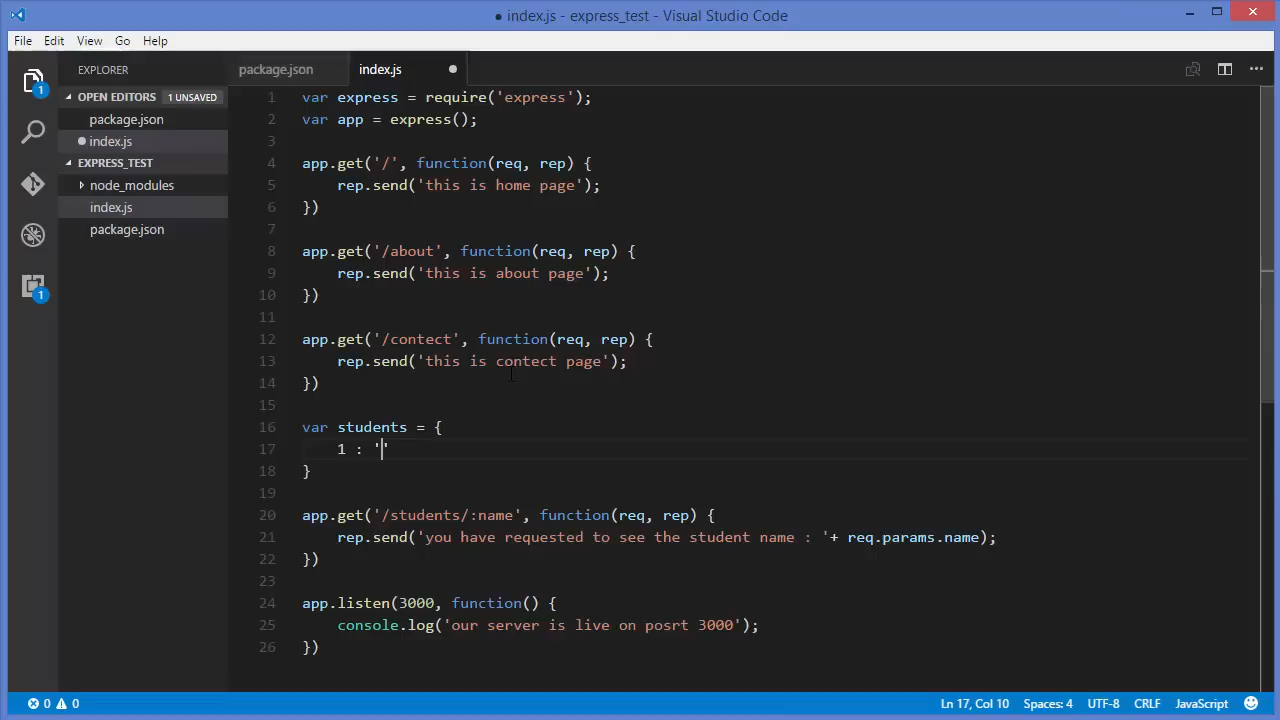 ● index.js - express_test - Visual Studio Code
File Edit View Go Help
EXPLORER
OPEN EDITORS 1 UNSAVED
package.json
index.js
EXPRESS_TEST
node_modules
index.js
package.json
1
1
package.json index.js
1 var express = require('express');
2 var app = express();
3
4 app.get('/', function(req, rep) {
5 rep.send('this is home page');
6 })
7
8 app.get('/about', function(req, rep) {
9 rep.send('this is about page');
10 })
11
12 app.get('/contect', function(req, rep) {
13 rep.send('this is contect page');
14 })
15
16 var students = {
17 1 : ''
18 }
19
20 app.get('/students/:name', function(req, rep) {
21 rep.send('you have requested to see the student name : '+ req.params.name);
22 })
23
24 app.listen(3000, function() {
25 console.log('our server is live on posrt 3000');
26 })
0 0 Ln 17, Col 10 Spaces: 4 UTF-8 CRLF JavaScript